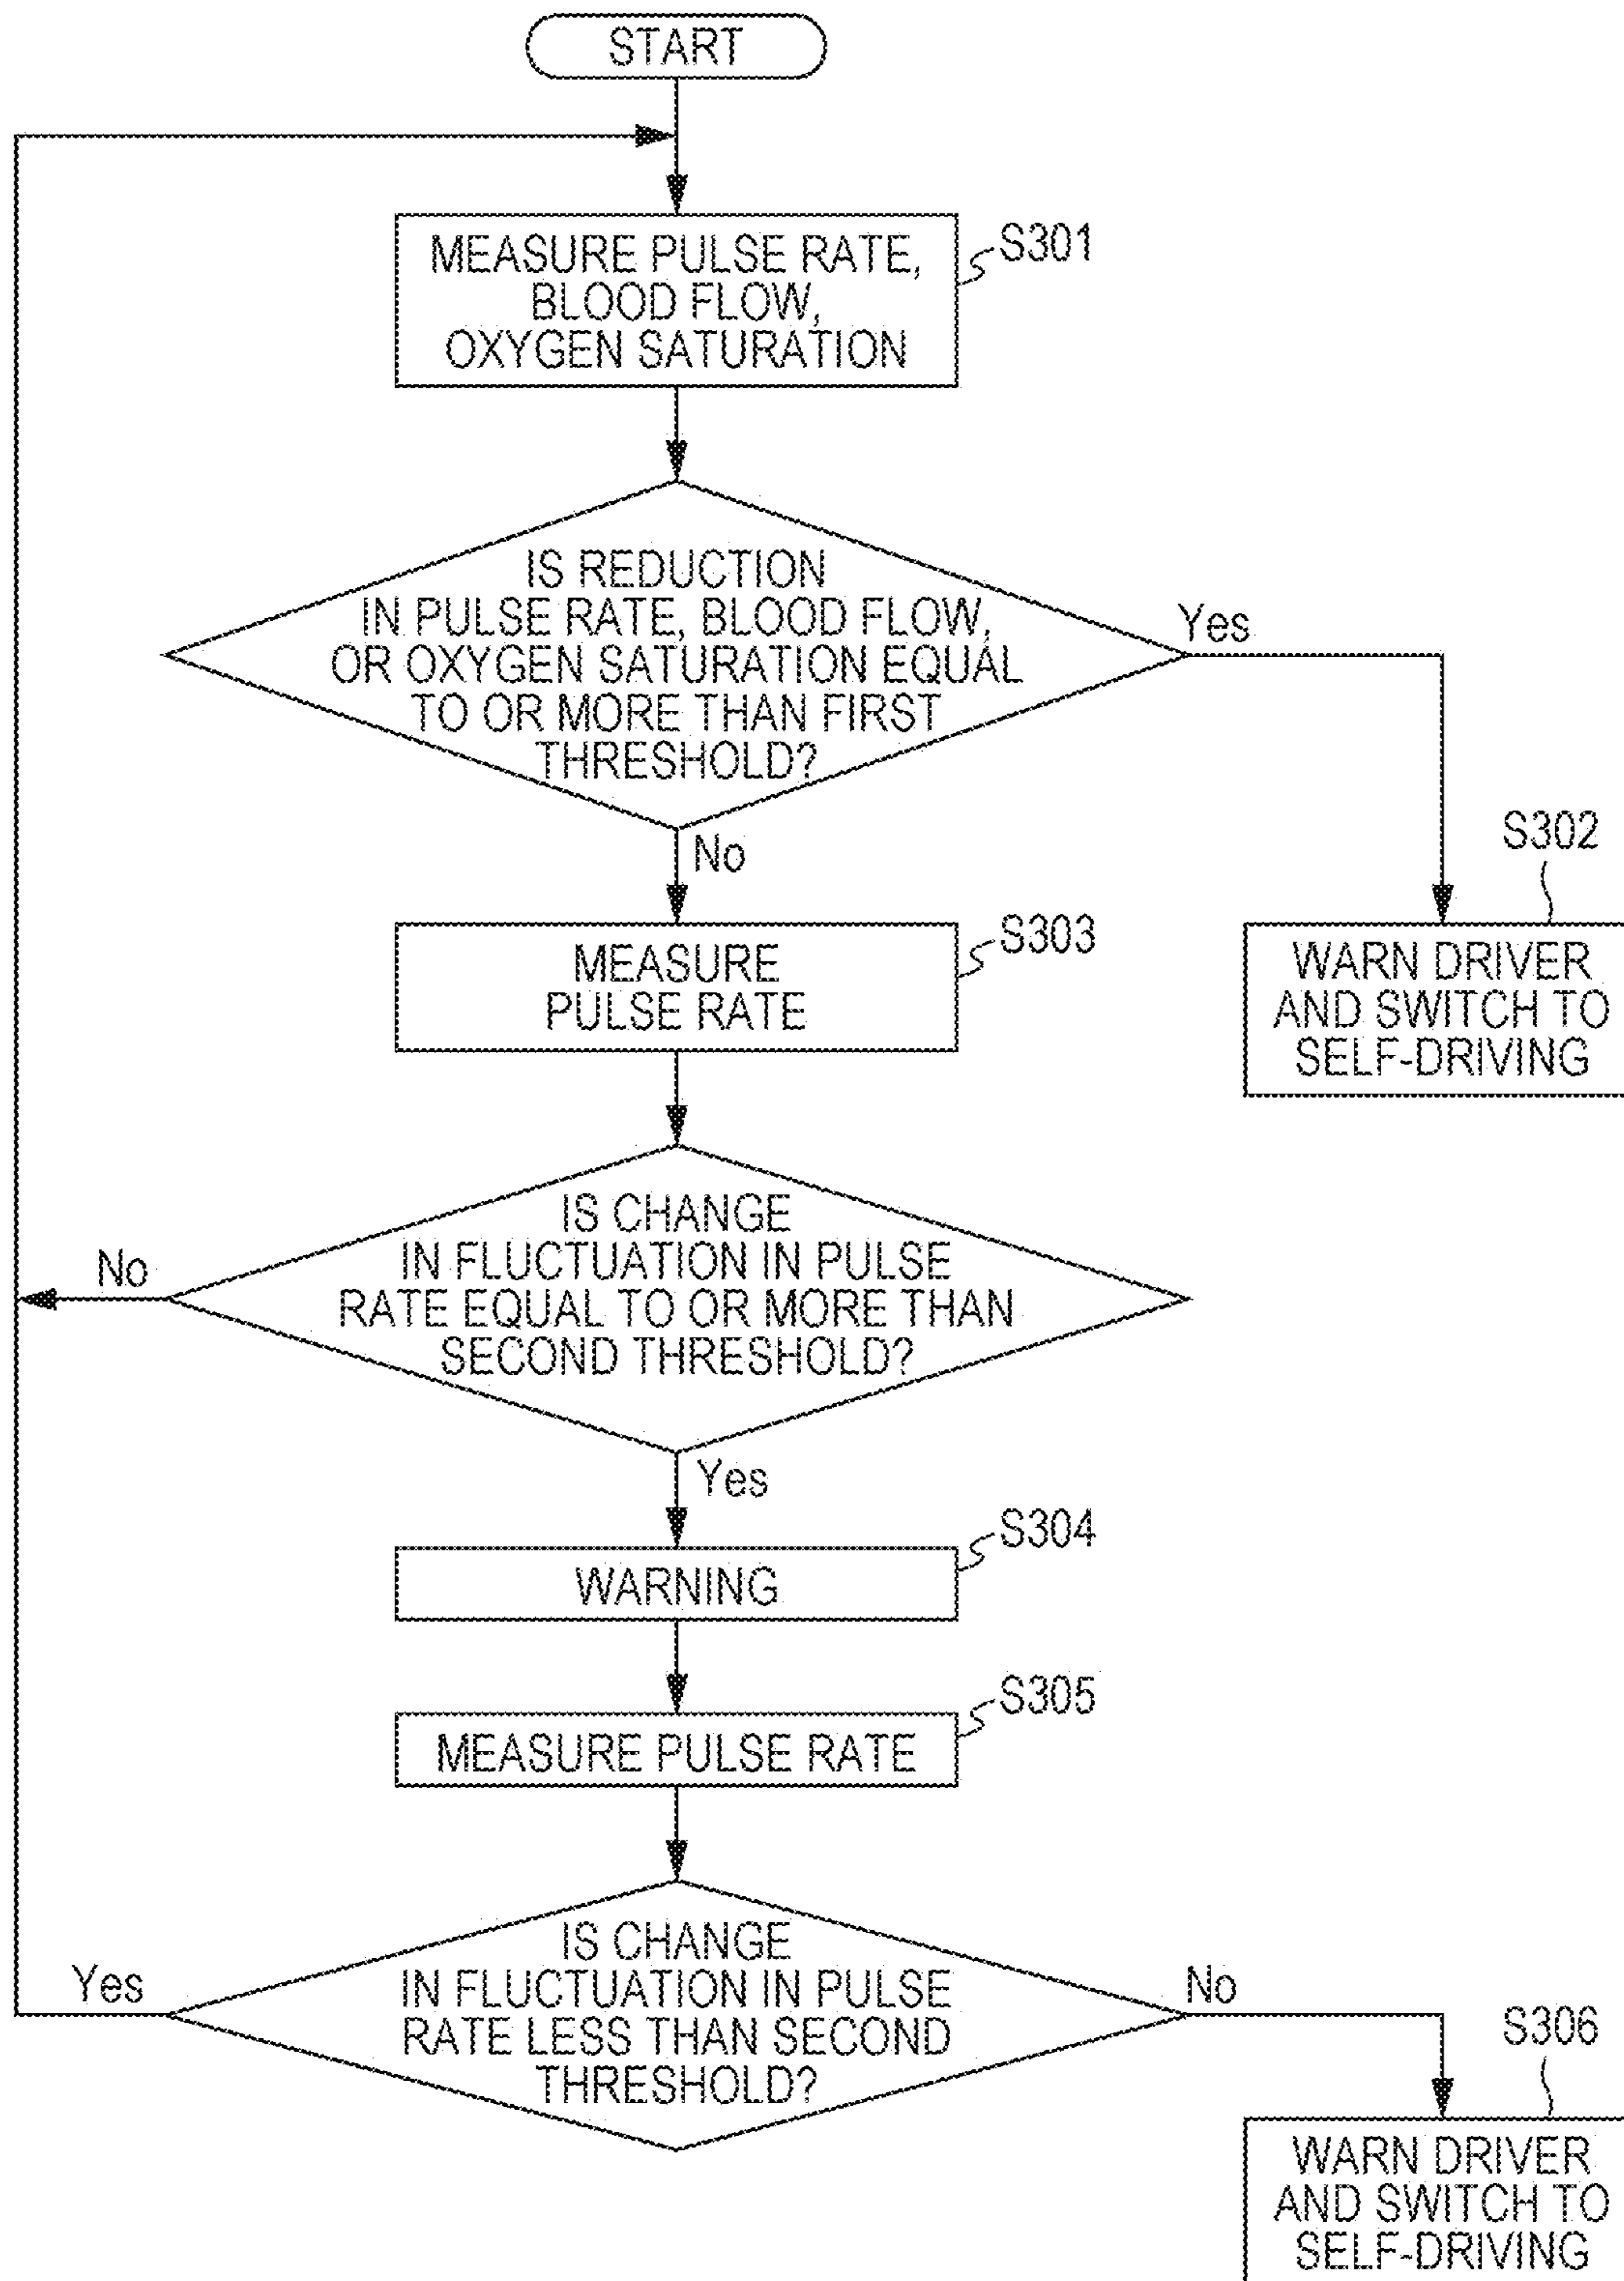 START
MEASURE PULSE RATE,
BLOOD FLOW,
OXYGEN SATURATION
S301
IS REDUCTION
IN PULSE RATE, BLOOD FLOW,
OR OXYGEN SATURATION EQUAL
TO OR MORE THAN FIRST
THRESHOLD?
Yes
No
S302
WARN DRIVER
AND SWITCH TO
SELF-DRIVING
MEASURE
PULSE RATE
S303
IS CHANGE
IN FLUCTUATION IN PULSE
RATE EQUAL TO OR MORE THAN
SECOND THRESHOLD?
No
Yes
WARNING
S304
MEASURE PULSE RATE
S305
IS CHANGE
IN FLUCTUATION IN PULSE
RATE LESS THAN SECOND
THRESHOLD?
Yes
No
S306
WARN DRIVER
AND SWITCH TO
SELF-DRIVING